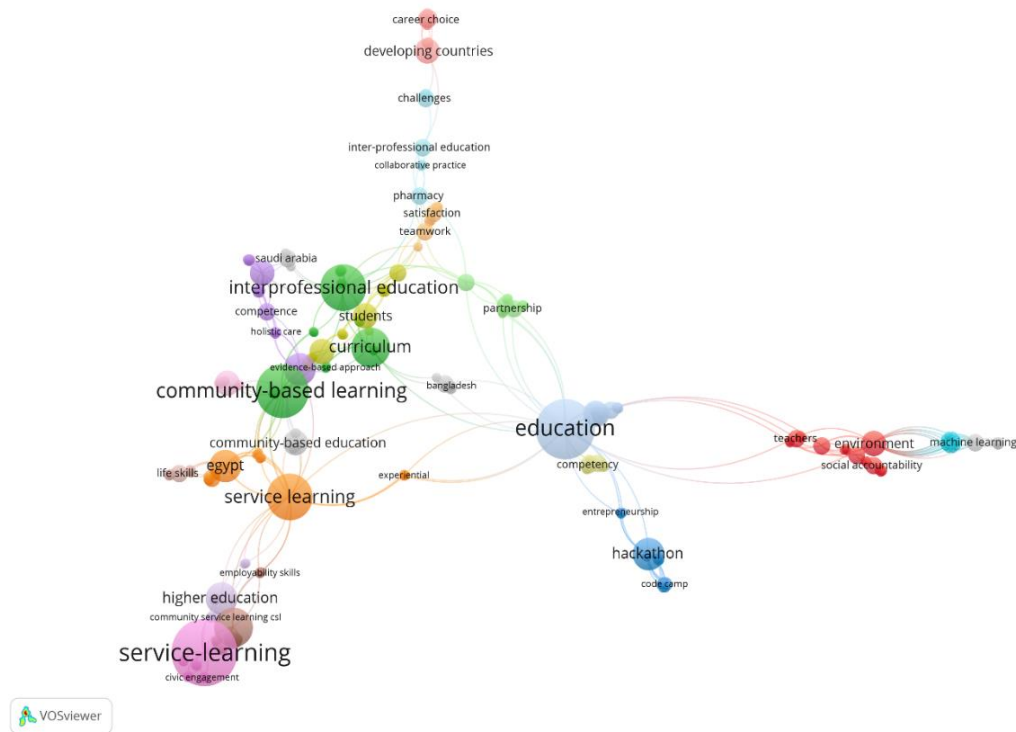 career choice
developing countries
challenges
inter-professional education
collaborative practice
pharmacy
satisfaction
teamwork
saudi arabia
interprofessional education
competence
partnership
students
holistic care
curriculum
evidence-based approach
community-based learning
bangladesh
education
teachers
environment
machine learning
community-based education
competency
social accountability
egypt
life skills
experiential
service learning
entrepreneurship
hackathon
employability skills
code camp
higher education
community service learning csl
service-learning
civic engagement
VOSviewer